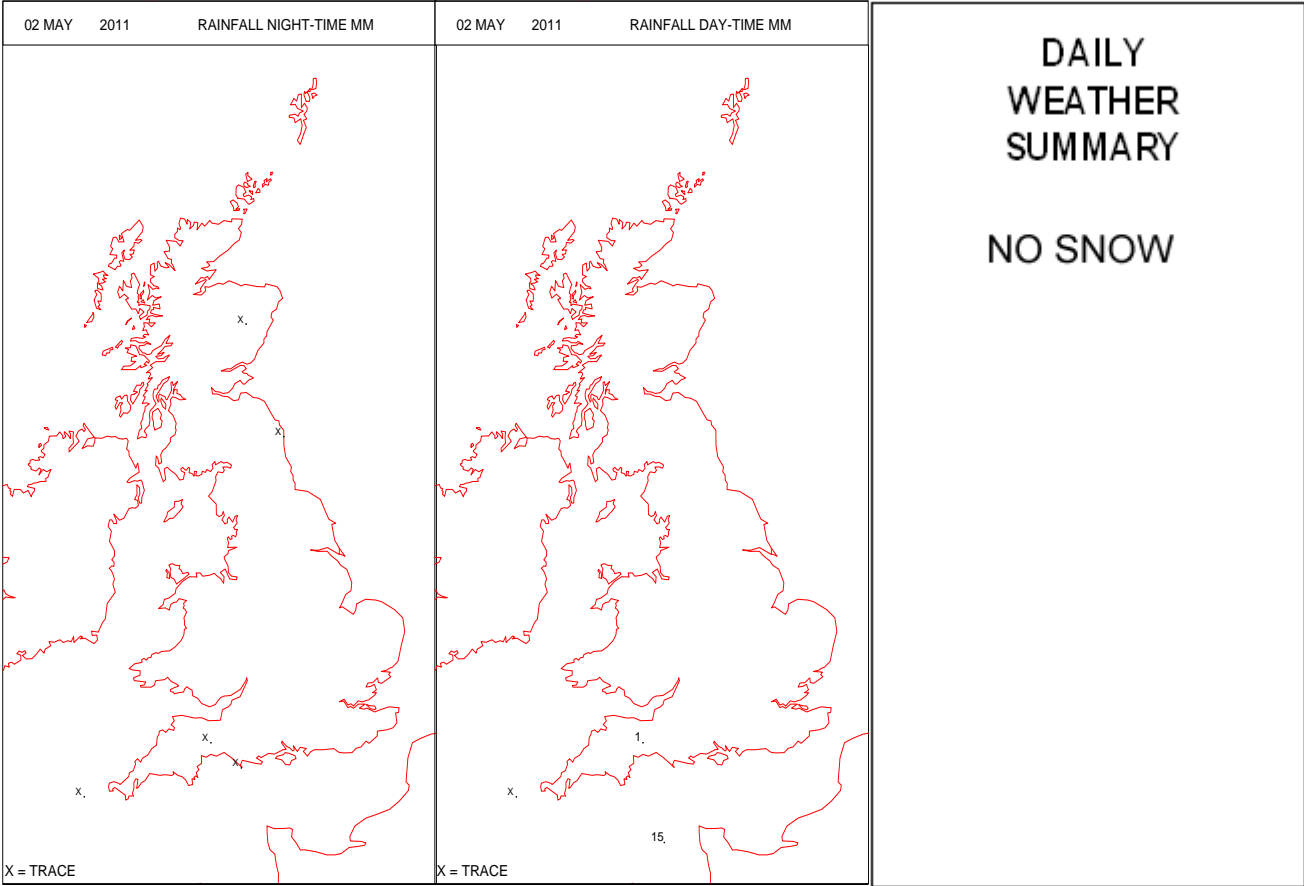 02 MAY 2011 RAINFALL NIGHT-TIME MM
x.
x.
x.
x
x.
X = TRACE
02 MAY 2011 RAINFALL DAY-TIME MM
1.
x.
15.
X = TRACE
DAILY
WEATHER
SUMMARY
NO SNOW